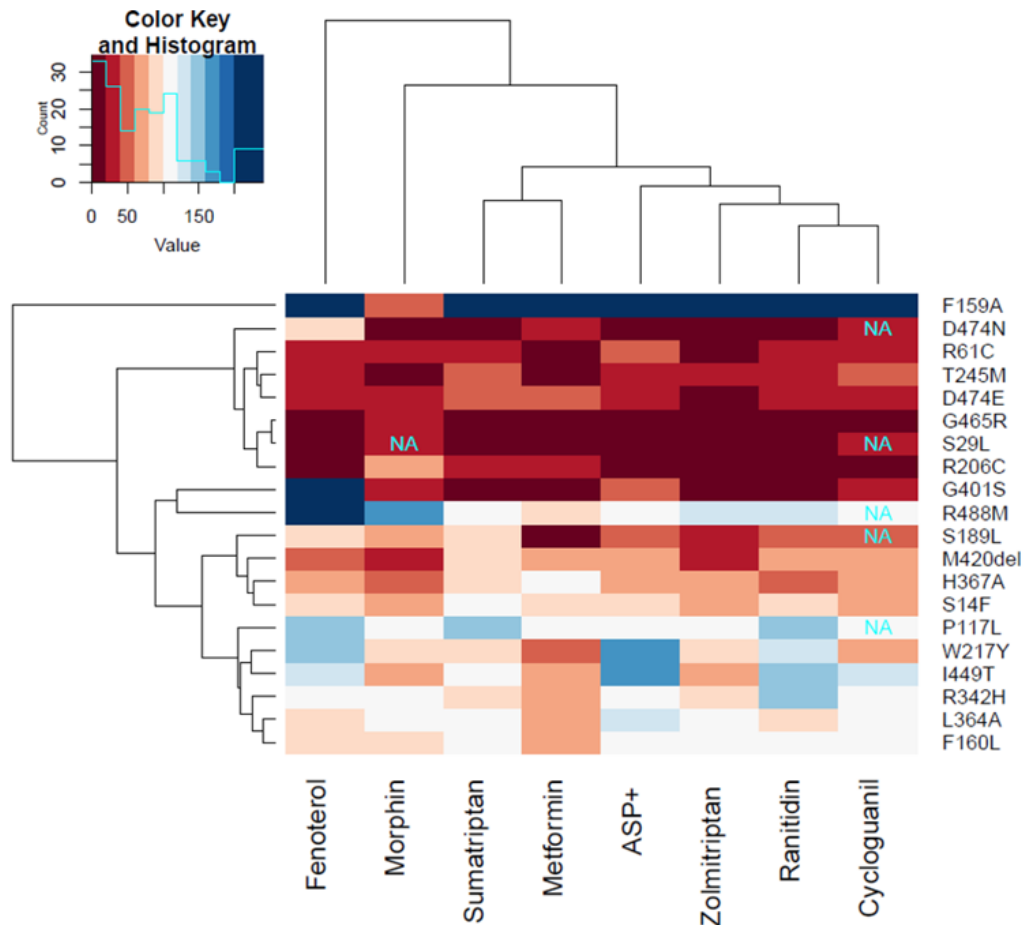 Color Key
and Histogram
Count
0 10 20 30
0 50 150
Value
F159A
NA D474N
R61C
T245M
D474E
G465R
NA NA S29L
R206C
G401S
NA R488M
NA S189L
M420del
H367A
S14F
NA P117L
W217Y
I449T
R342H
L364A
F160L
Fenoterol
Morphin
Sumatriptan
Metformin
ASP+
Zolmitriptan
Ranitidin
Cycloguanil